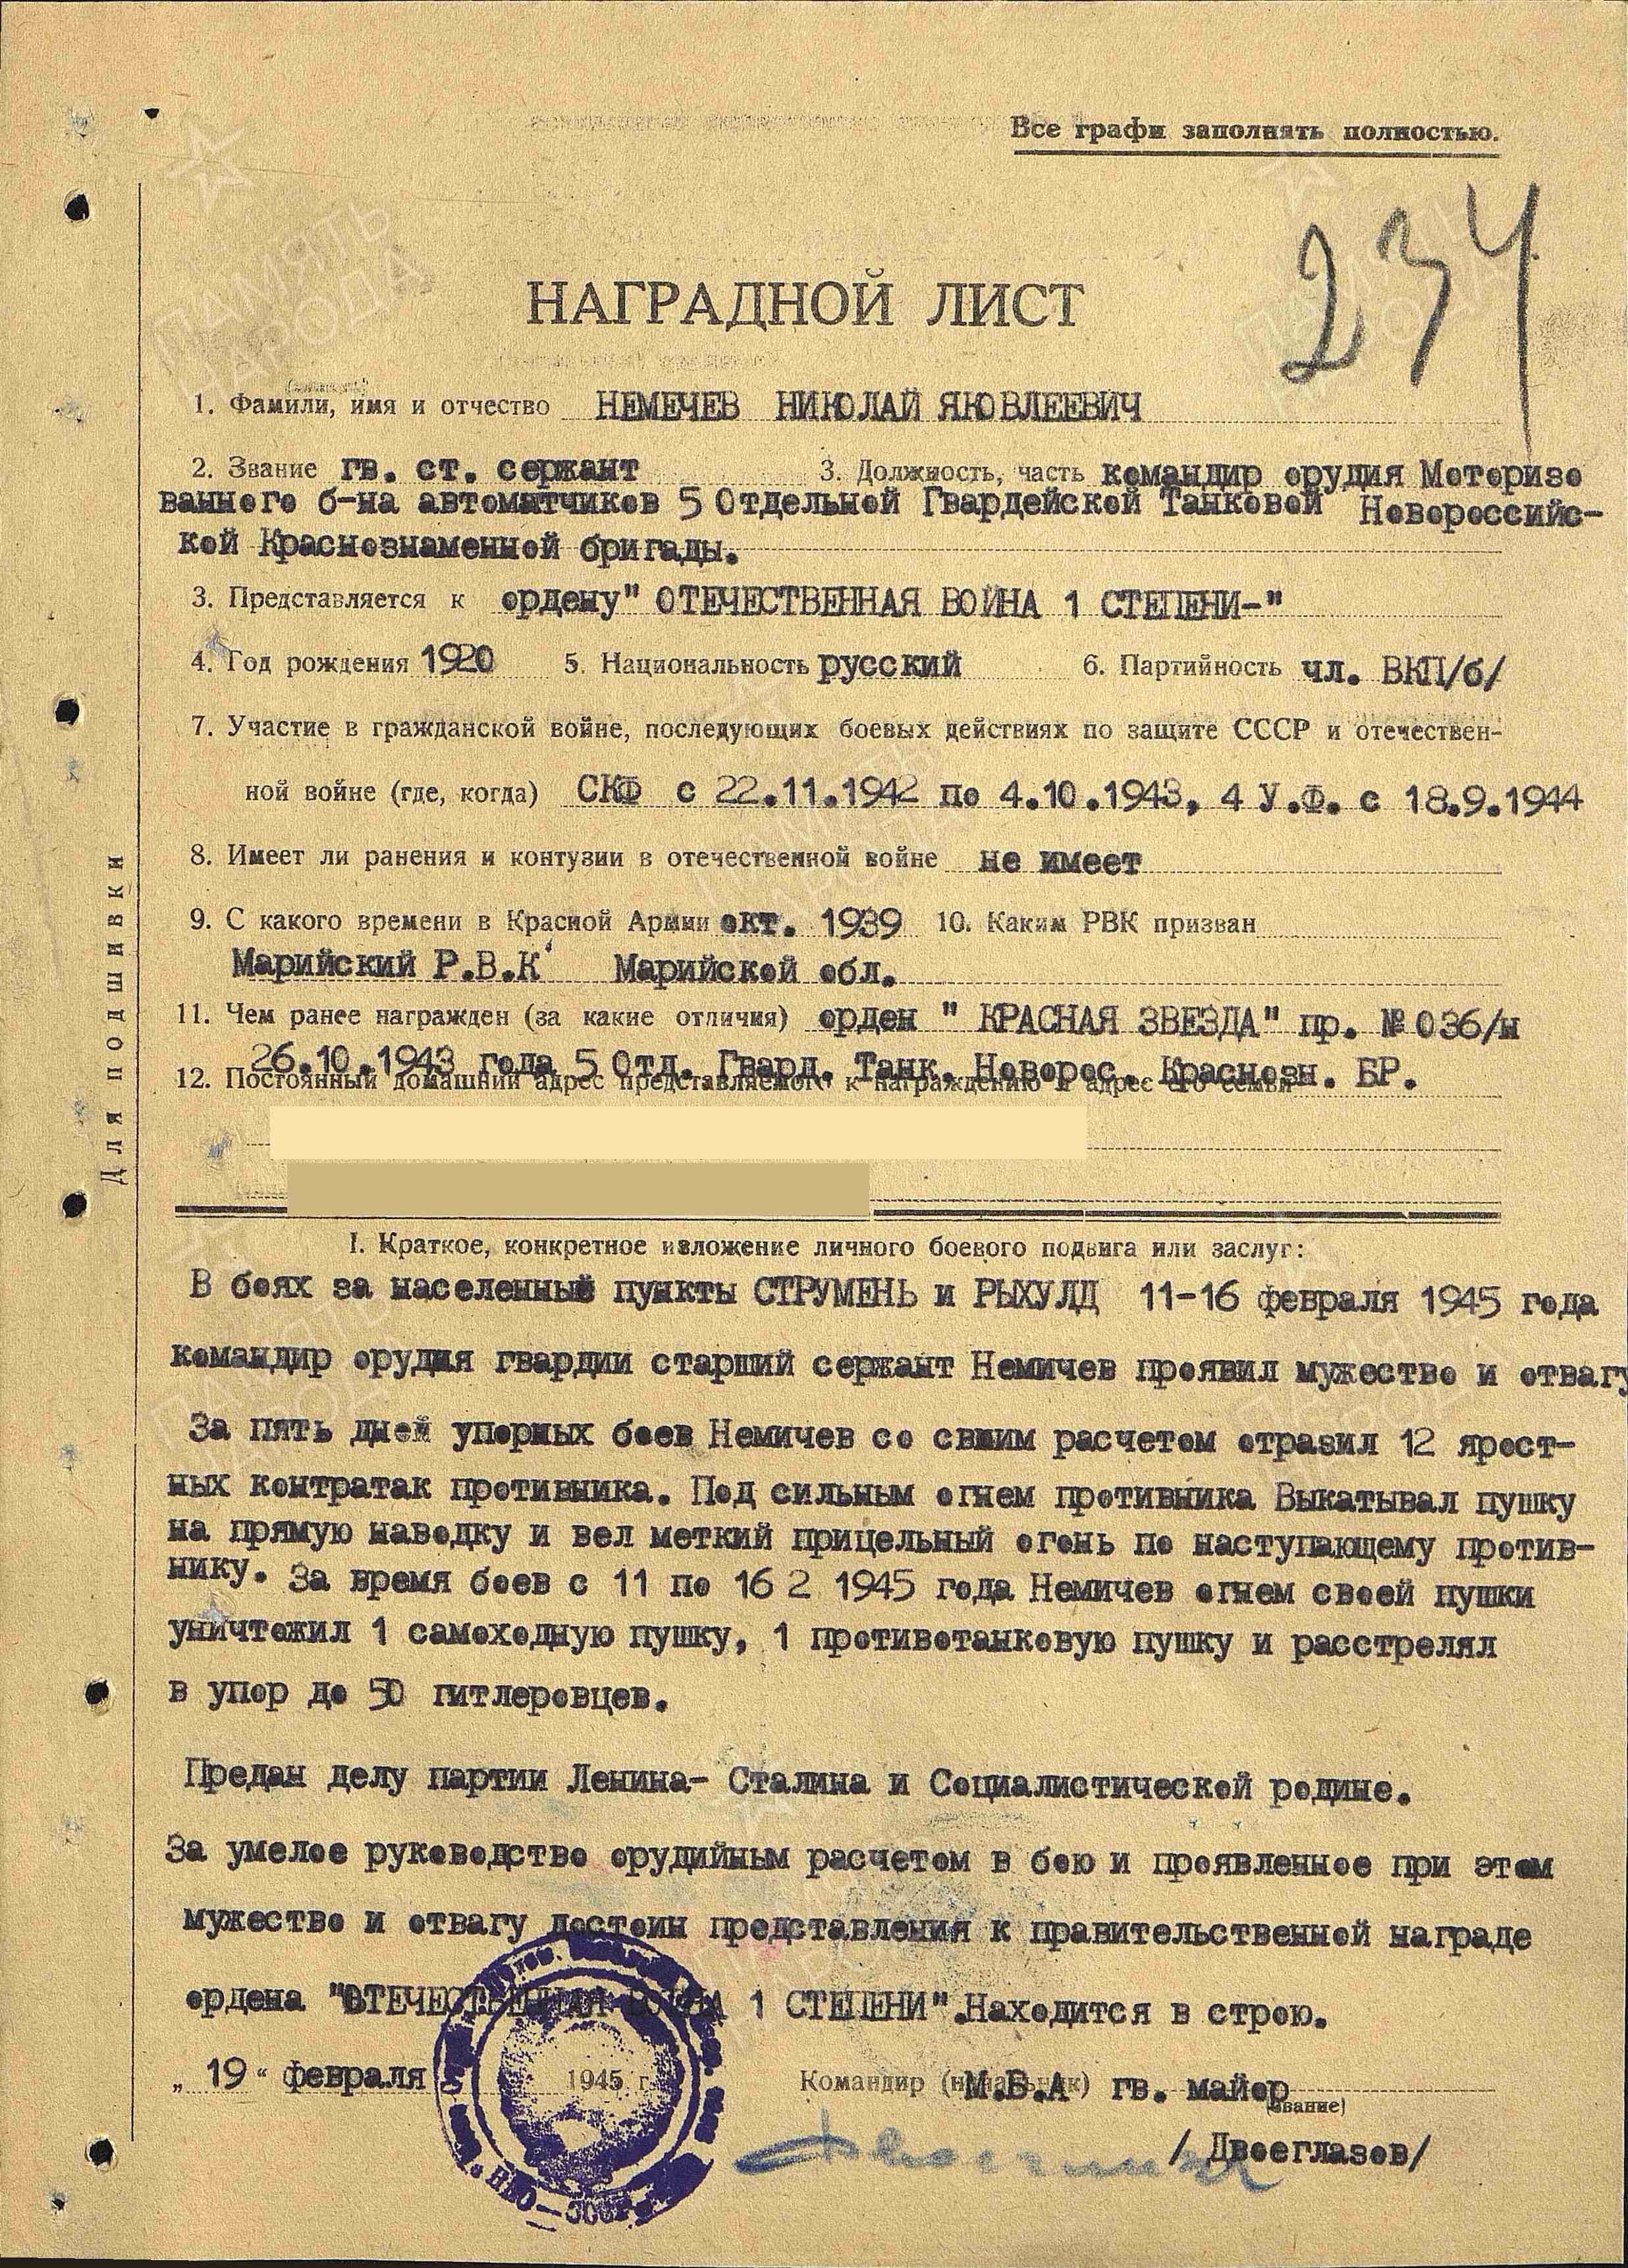 Все графи заполнять полностью.
234
НАГРАДНОЙ ЛИСТ
1. Фамили, имя и отчество НЕМЕЧЕВ НИКОЛАЙ ЯКОВЛЕЕВИЧ
2. Звание гв. ст. сержант 3. Должность, часть командир орудия Моторизо
ванного б-на автоматчиков 5 Отдельной Гвардейской Танковой Новороссийс-
кой Краснознаменной бригады.
3. Представляется к ордену" ОТЕЧЕСТВЕННАЯ ВОЙНА 1 СТЕПЕНИ-"
4. Год рождения 1920 5. Национальность русский 6. Партийность чл. ВКП/б/
7. Участие в гражданской войне, последующих боевых действиях по защите СССР и отечествен-
ной войне (где, когда) СКФ с 22.11.1942 по 4.10.1943, 4 У.Ф. с 18.9.1944
8. Имеет ли ранения и контузии в отечественной войне не имеет
9. С какого времени в Красной Армии окт. 1939 10. Каким РВК призван
Марийский Р.В.К Марийской обл.
11. Чем ранее награжден (за какие отличия) орден " КРАСНАЯ ЗВЕЗДА" пр. №036/н
26.10.1943 года 5 Отд. Гвард. Танк. Новорос. Краснозн. БР.
12. Постоянный домашний адрес представляемого к награждению и адрес его семьи
Для подшивки
I. Краткое, конкретное изложение личного боевого подвига или заслуг:
В боях за населенные пункты СТРУМЕНЬ и РЫХУЛД 11-16 февраля 1945 года
командир орудия гвардии старший сержант Немичев проявил мужество и отвагу
За пять дней упорных боев Немичев со своим расчетом отразил 12 ярост-
ных контратак противника. Под сильным огнем противника Выкатывал пушку
на прямую наводку и вел меткий прицельный огонь по наступающему против-
нику. За время боев с 11 по 16 2 1945 года Немичев огнем своей пушки
уничтожил 1 самоходную пушку, 1 противотанковую пушку и расстрелял
в упор до 50 гитлеровцев.
Предан делу партии Ленина- Сталина и Социалистической родине.
За умелое руководство орудийным расчетом в бою и проявленное при этом
мужество и отвагу достоин представления к правительственной награде
ордена "ОТЕЧЕСТВЕННАЯ ВОЙНА 1 СТЕПЕНИ".Находится в строю.
„ 19 " февраля 1945 г. Командир (начальник) М.Б.А гв. майор
(звание)
/ Двоеглазов/
НКО—СССР
ПАМЯТЬ НАРОДА